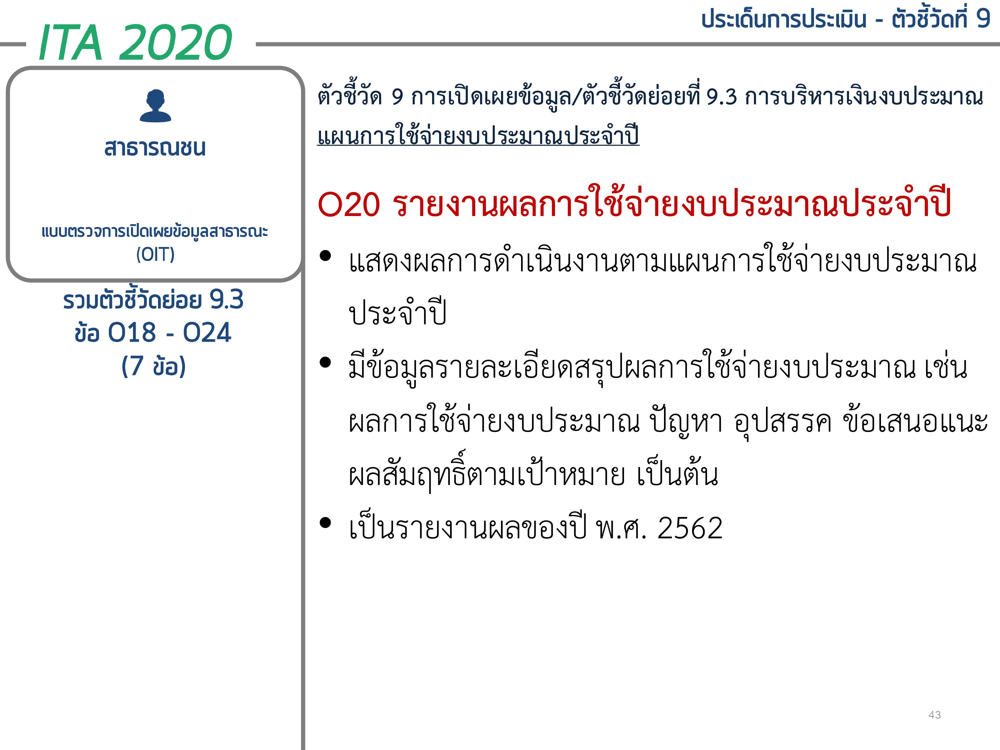 ประเด็นการประเมิน - ตัวชี้วัดที่ 9
ITA 2020
สาธารณชน
แบบตรวจการเปิดเผยข้อมูลสาธารณะ
(OIT)
รวมตัวชี้วัดย่อย 9.3
ข้อ O18 - O24
(7 ข้อ)
ตัวชี้วัด 9 การเปิดเผยข้อมูล/ตัวชี้วัดย่อยที่ 9.3 การบริหารเงินงบประมาณ
แผนการใช้จ่ายงบประมาณประจำปี
O20 รายงานผลการใช้จ่ายงบประมาณประจำปี
• แสดงผลการดำเนินงานตามแผนการใช้จ่ายงบประมาณ
ประจำปี
• มีข้อมูลรายละเอียดสรุปผลการใช้จ่ายงบประมาณ เช่น
ผลการใช้จ่ายงบประมาณ ปัญหา อุปสรรค ข้อเสนอแนะ
ผลสัมฤทธิ์ตามเป้าหมาย เป็นต้น
• เป็นรายงานผลของปี พ.ศ. 2562
43